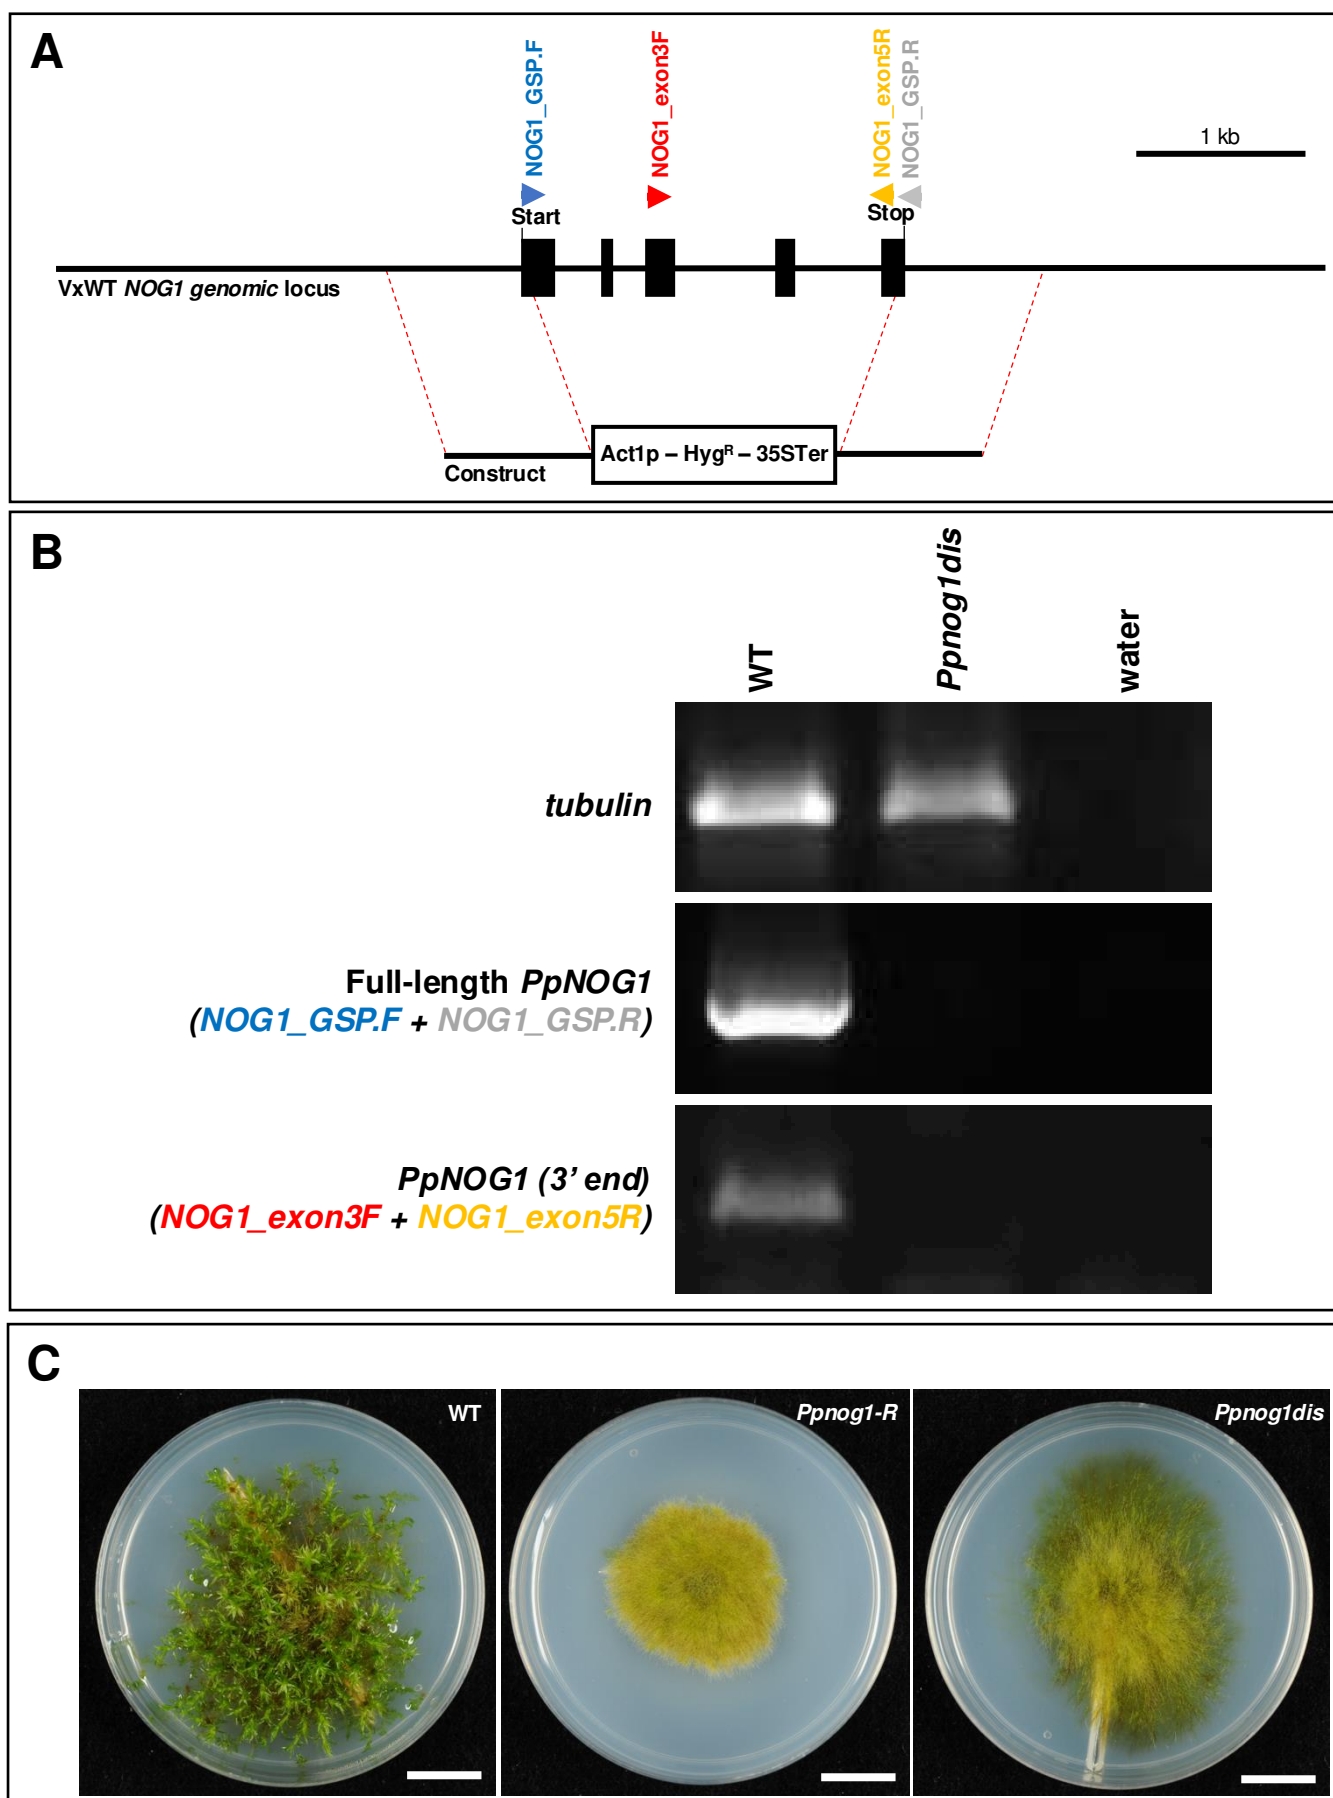 A
NOG1_GSP.F
NOG1_exon3F
NOG1_exon5R
NOG1_GSP.R
1 kb
Start
Stop
VxWT NOG1 genomic locus
Act1p – Hygᴿ – 35STer
Construct
B
WT
Ppnog1dis
water
tubulin
Full-length PpNOG1
(NOG1_GSP.F + NOG1_GSP.R)
PpNOG1 (3’ end)
(NOG1_exon3F + NOG1_exon5R)
C
WT
Ppnog1-R
Ppnog1dis